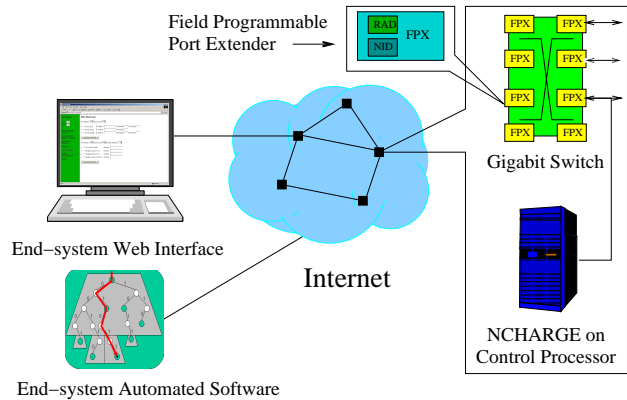 Field Programmable
Port Extender
RAD
NID
FPX
FPX
FPX
FPX
FPX
FPX
FPX
FPX
FPX
Gigabit Switch
End-system Web Interface
Internet
NCHARGE on
Control Processor
End-system Automated Software